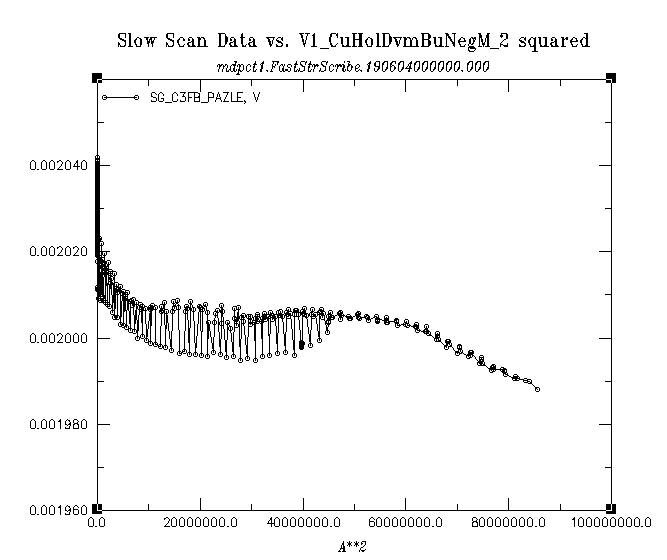 Slow Scan Data vs. V1_CuHolDvmBuNegM_2 squared
mdpct1.FastStrScribe.190604000000.000
SG_C3FB_PAZLE, V
0.002040
0.002020
0.002000
0.001980
0.001960
0.0 20000000.0 40000000.0 60000000.0 80000000.0 100000000.0
A**2